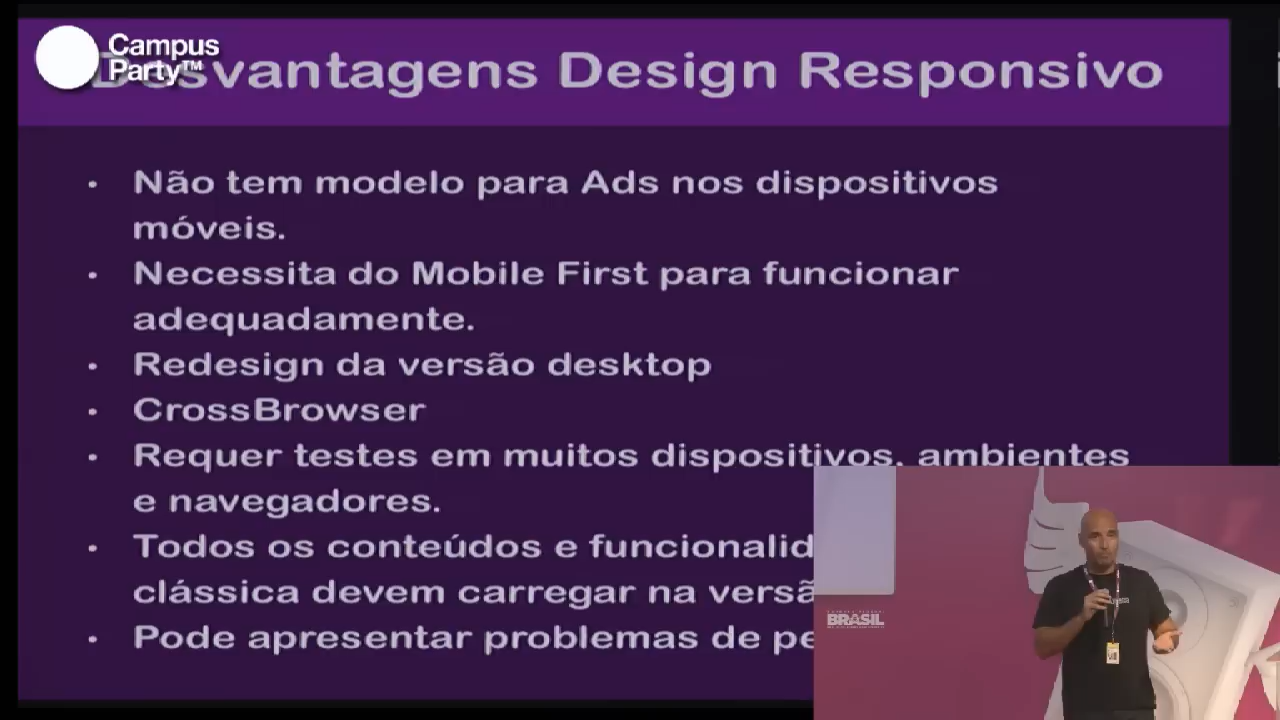 Campus
Party™
Desvantagens Design Responsivo
• Não tem modelo para Ads nos dispositivos
móveis.
• Necessita do Mobile First para funcionar
adequadamente.
• Redesign da versão desktop
• CrossBrowser
• Requer testes em muitos dispositivos, ambientes
e navegadores.
• Todos os conteúdos e funcionalid
clássica devem carregar na versã
• Pode apresentar problemas de pe
BRASIL